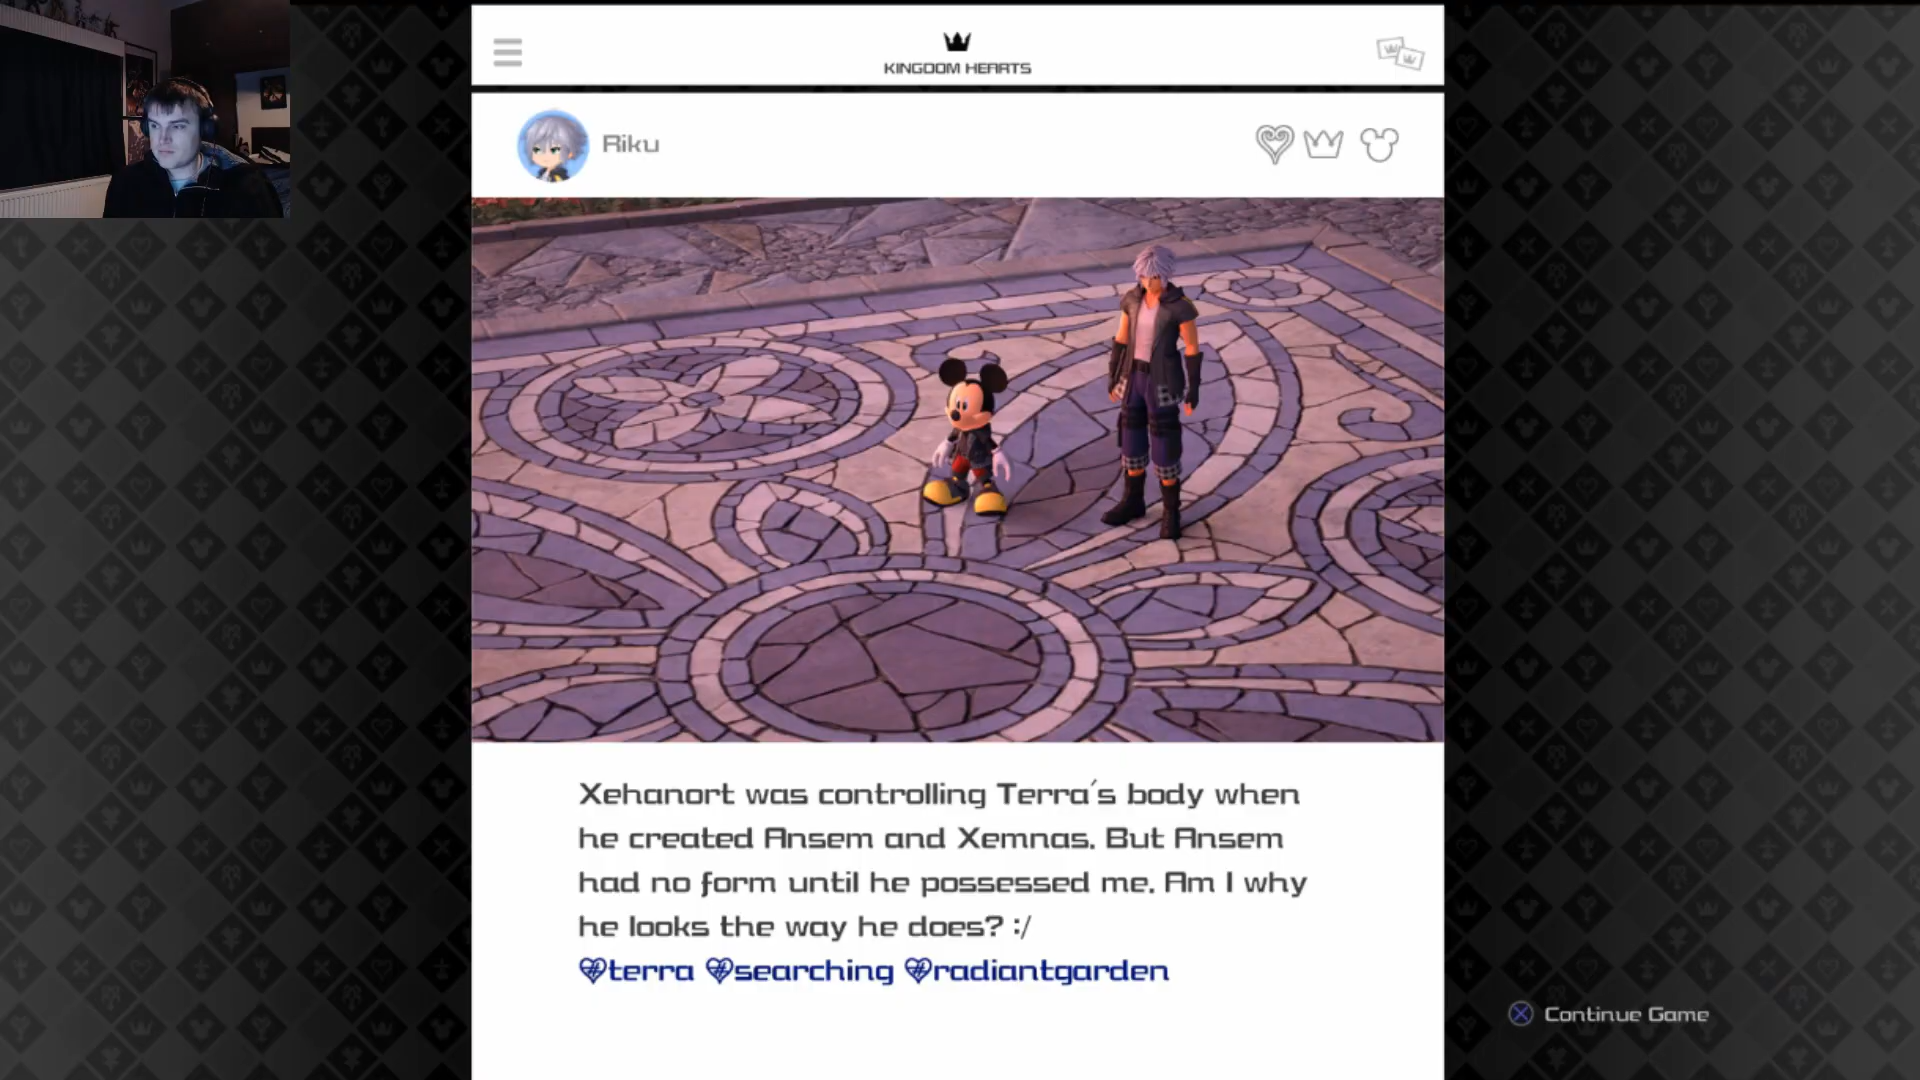 KINGDOM HEARTS
Riku
Xehanort was controlling Terra's body when
he created Ansem and Xemnas. But Ansem
had no form until he possessed me. Am I why
he looks the way he does? :/
#terra #searching #radiantgarden
Continue Game